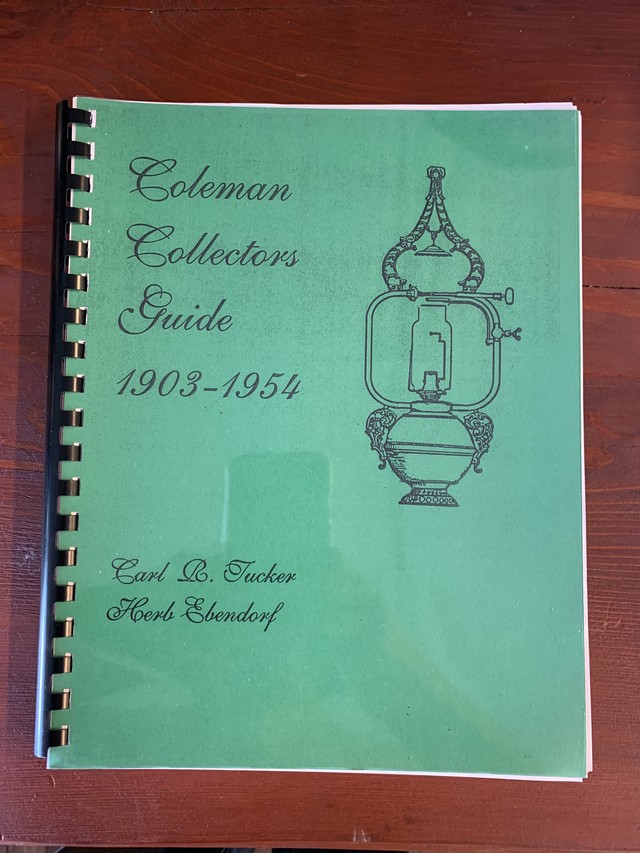 Coleman
Collectors
Guide
1903-1954
Carl R. Tucker
Herb Ebendorf